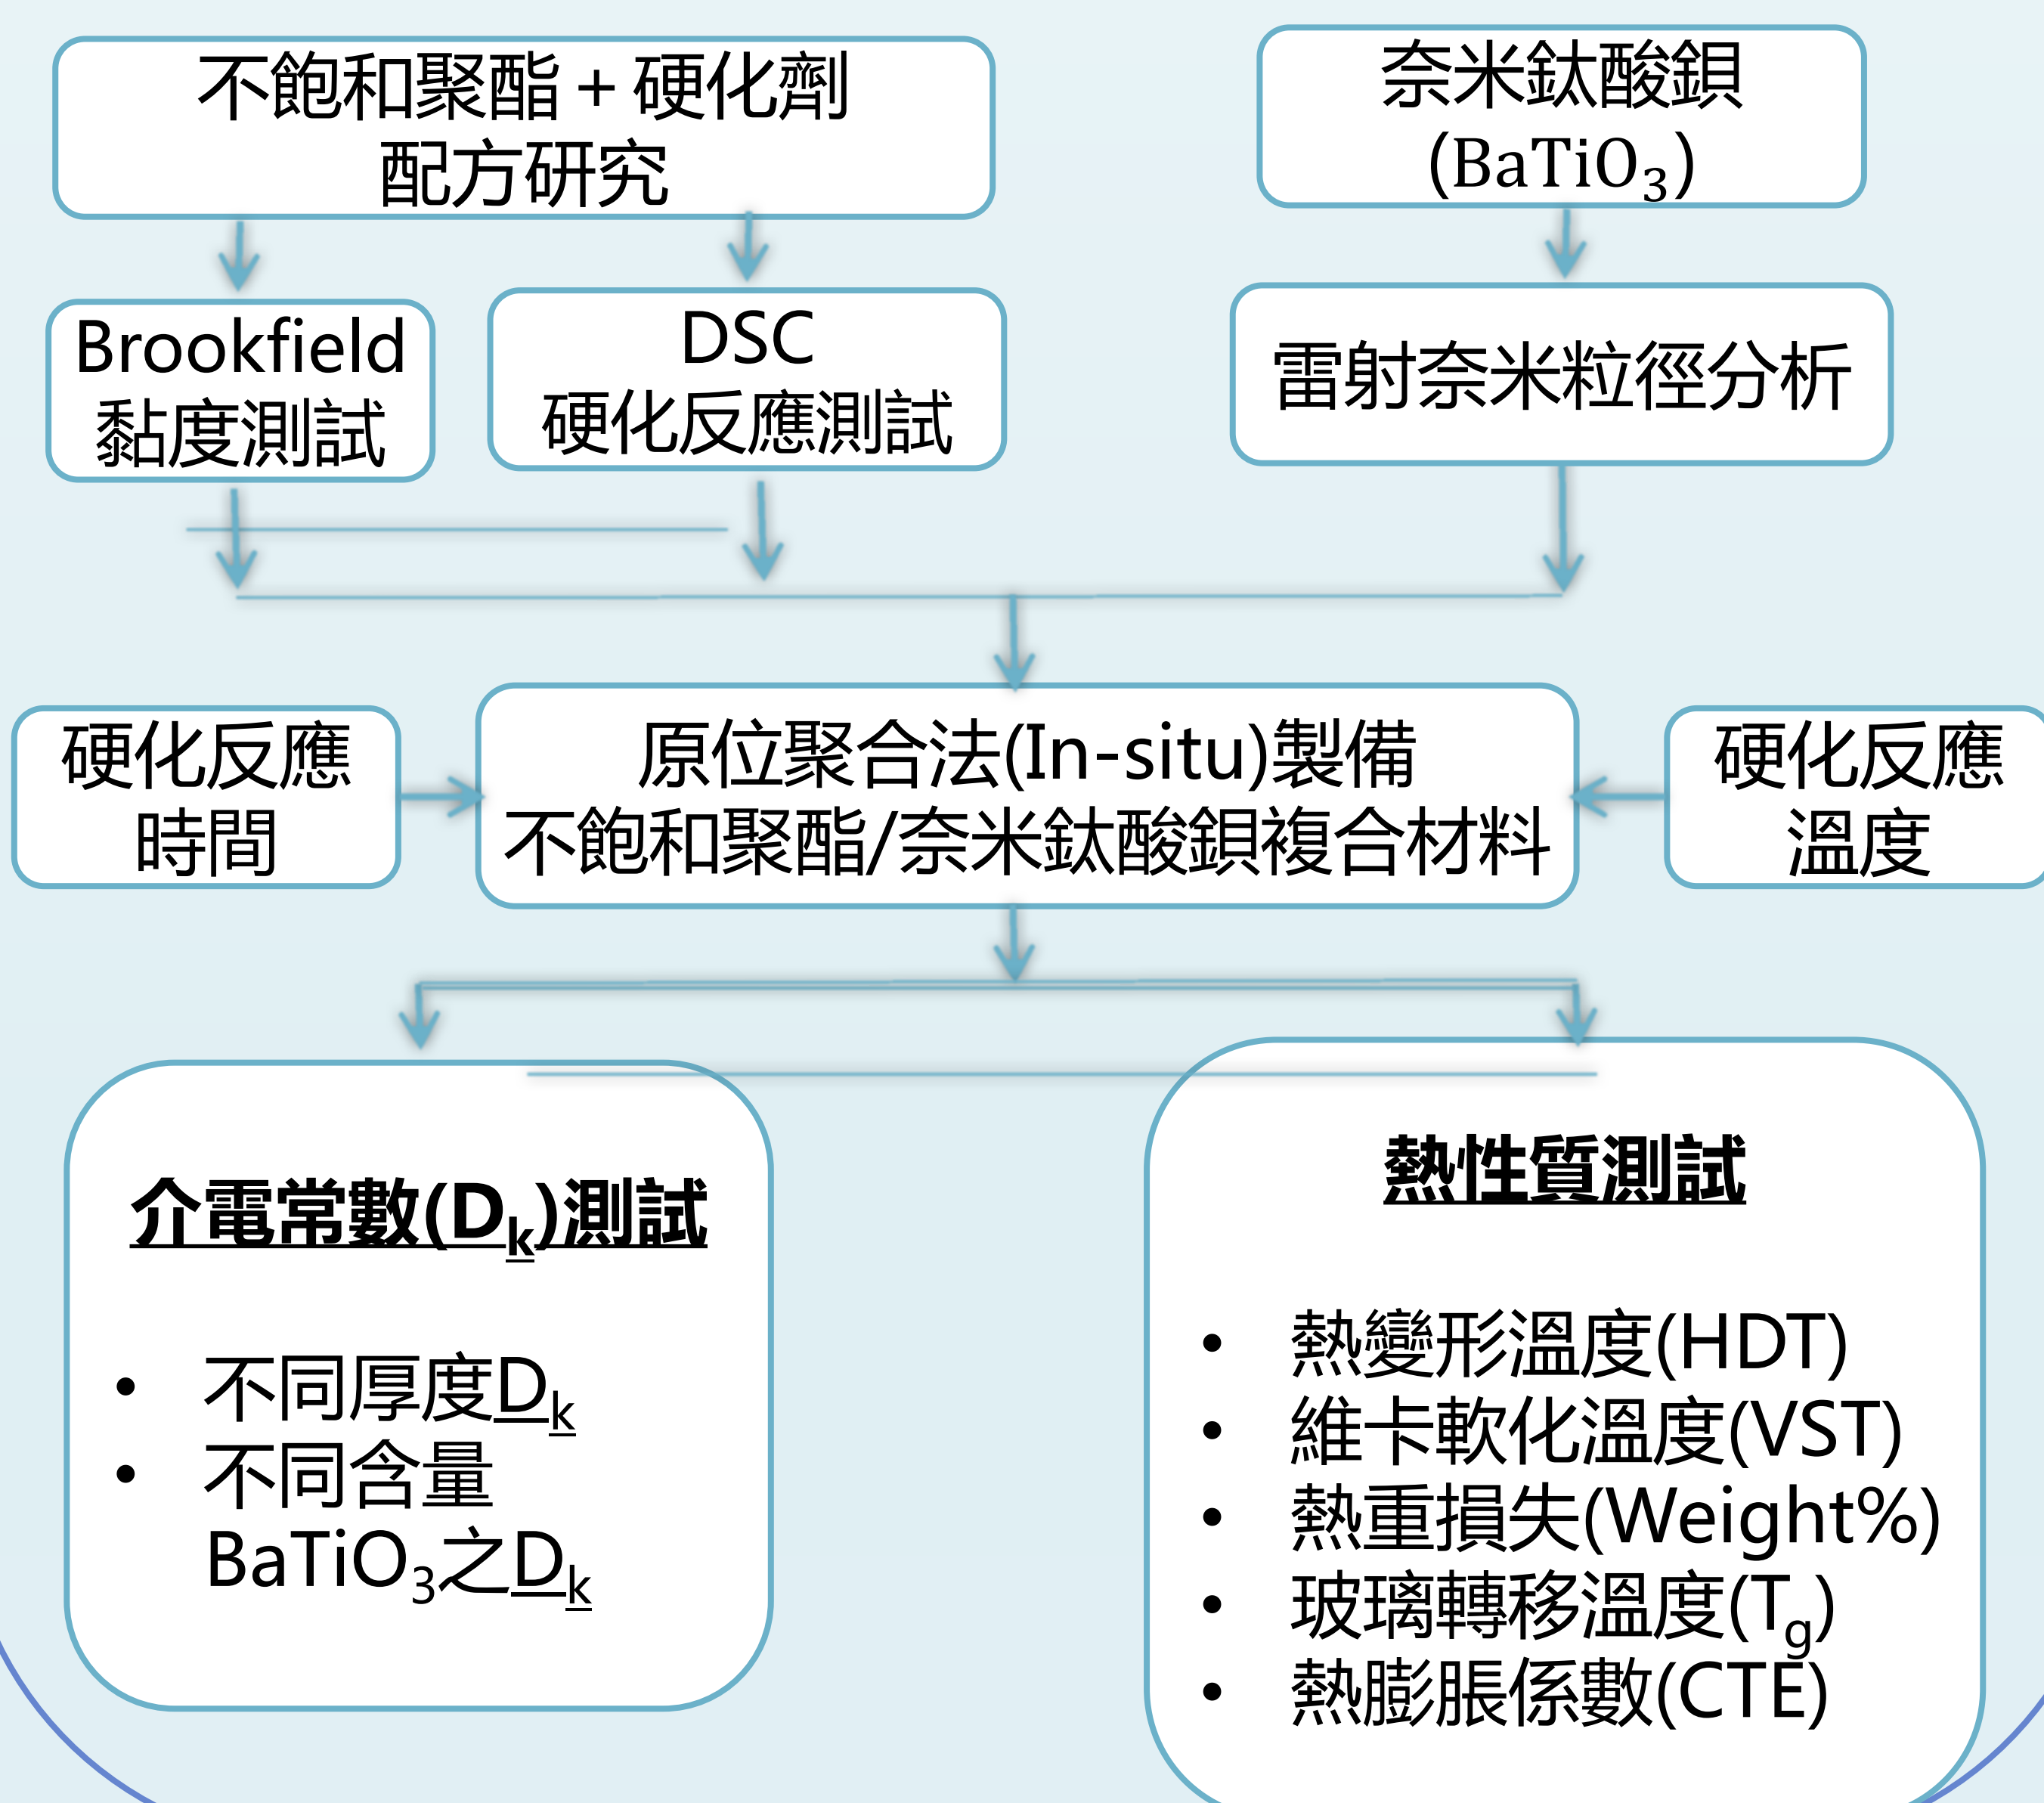 不飽和聚酯 + 硬化劑
配方研究
奈米鈦酸鋇
(BaTiO₃)
Brookfield
黏度測試
DSC
硬化反應測試
雷射奈米粒徑分析
硬化反應
時間
原位聚合法(In-situ)製備
不飽和聚酯/奈米鈦酸鋇複合材料
硬化反應
溫度
介電常數(Dₖ)測試
• 不同厚度Dₖ
• 不同含量
BaTiO₃之Dₖ
熱性質測試
• 熱變形溫度(HDT)
• 維卡軟化溫度(VST)
• 熱重損失(Weight%)
• 玻璃轉移溫度(T_g)
• 熱膨脹係數(CTE)